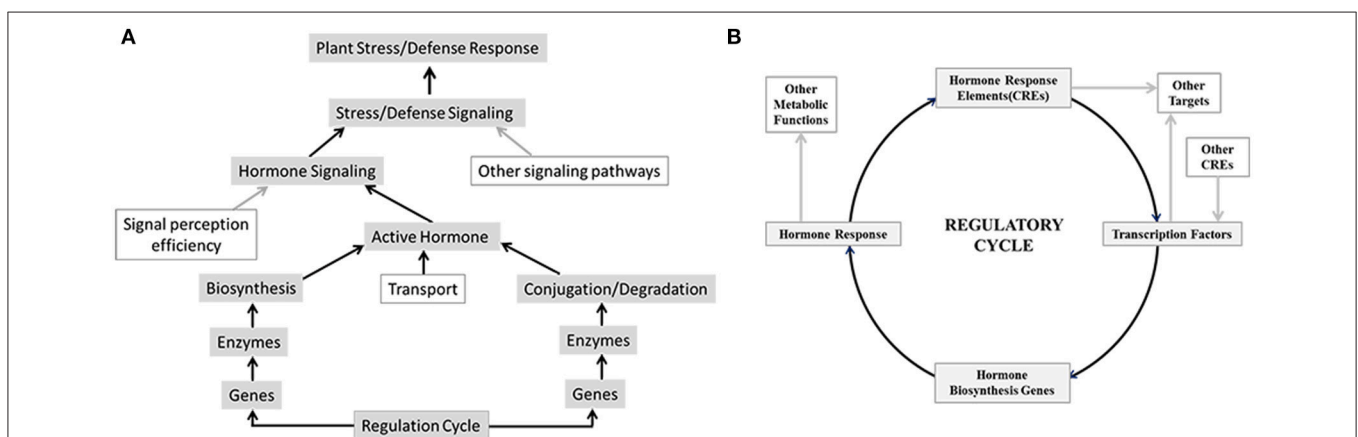 A
Plant Stress/Defense Response
Stress/Defense Signaling
Hormone Signaling
Other signaling pathways
Signal perception
efficiency
Active Hormone
Biosynthesis
Transport
Conjugation/Degradation
Enzymes
Enzymes
Genes
Genes
Regulation Cycle
B
Hormone Response
Elements(CREs)
Other
Metabolic
Functions
Other
Targets
Other
CREs
Hormone Response
REGULATORY
CYCLE
Transcription Factors
Hormone
Biosynthesis Genes